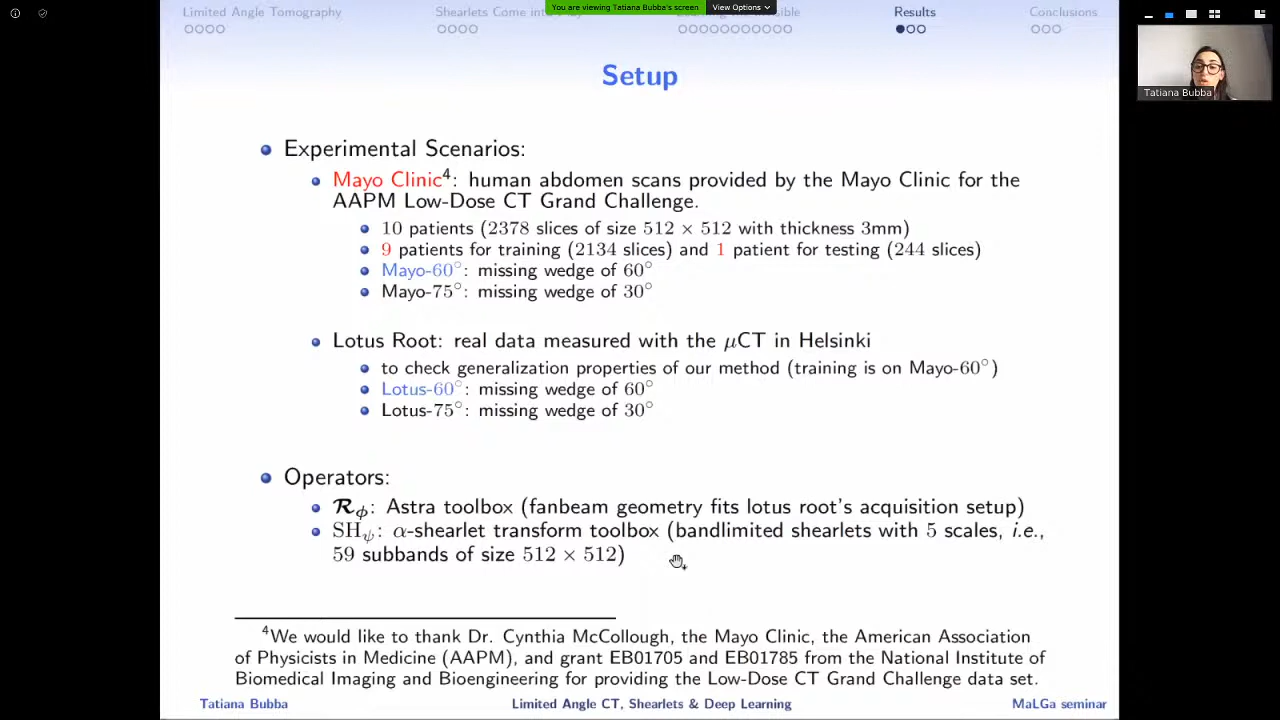 You are viewing Tatiana Bubba's screen View Options
Limited Angle Tomography Shearlets Come into Results Conclusions
Tatiana Bubba
Setup
Experimental Scenarios:
Mayo Clinic⁴: human abdomen scans provided by the Mayo Clinic for the
AAPM Low-Dose CT Grand Challenge.
10 patients (2378 slices of size 512 × 512 with thickness 3mm)
9 patients for training (2134 slices) and 1 patient for testing (244 slices)
Mayo-60°: missing wedge of 60°
Mayo-75°: missing wedge of 30°
Lotus Root: real data measured with the μCT in Helsinki
to check generalization properties of our method (training is on Mayo-60°)
Lotus-60°: missing wedge of 60°
Lotus-75°: missing wedge of 30°
Operators:
𝓡ϕ: Astra toolbox (fanbeam geometry fits lotus root's acquisition setup)
SHψ: α-shearlet transform toolbox (bandlimited shearlets with 5 scales, i.e.,
59 subbands of size 512 × 512)
⁴We would like to thank Dr. Cynthia McCollough, the Mayo Clinic, the American Association
of Physicists in Medicine (AAPM), and grant EB01705 and EB01785 from the National Institute of
Biomedical Imaging and Bioengineering for providing the Low-Dose CT Grand Challenge data set.
Tatiana Bubba Limited Angle CT, Shearlets & Deep Learning MaLGa seminar